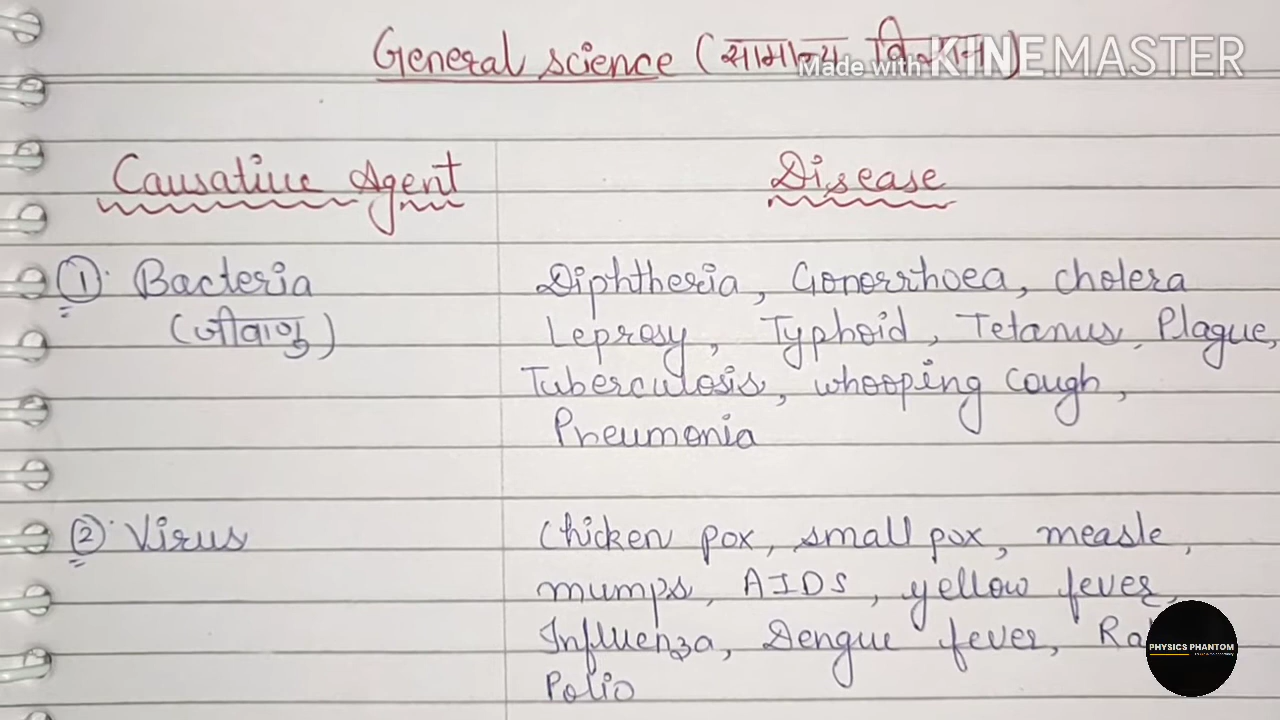 General science (सामान्य विज्ञान)
Made with KINEMASTER
Causative Agent Disease
① Bacteria Diphtheria, Gonorrhoea, cholera
(जीवाणु) Leprosy, Typhoid, Tetanus, Plague,
Tuberculosis, whooping cough,
Pneumonia
② Virus Chicken pox, small pox, measle,
mumps, AIDS, yellow fever,
Influenza, Dengue fever,
Polio
PHYSICS PHANTOM